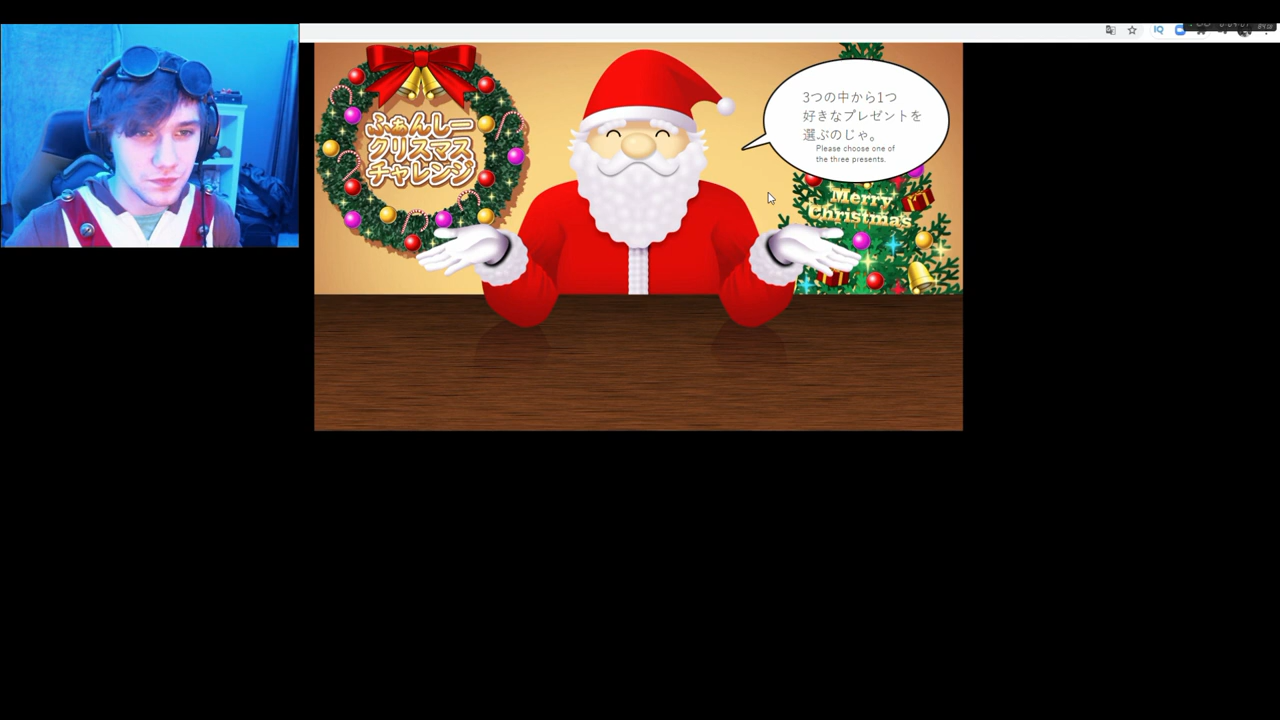 ふぁんしー
クリスマス
チャレンジ
3つの中から1つ
好きなプレゼントを
選ぶのじゃ。
Please choose one of
the three presents.
Merry
Christmas
IQ